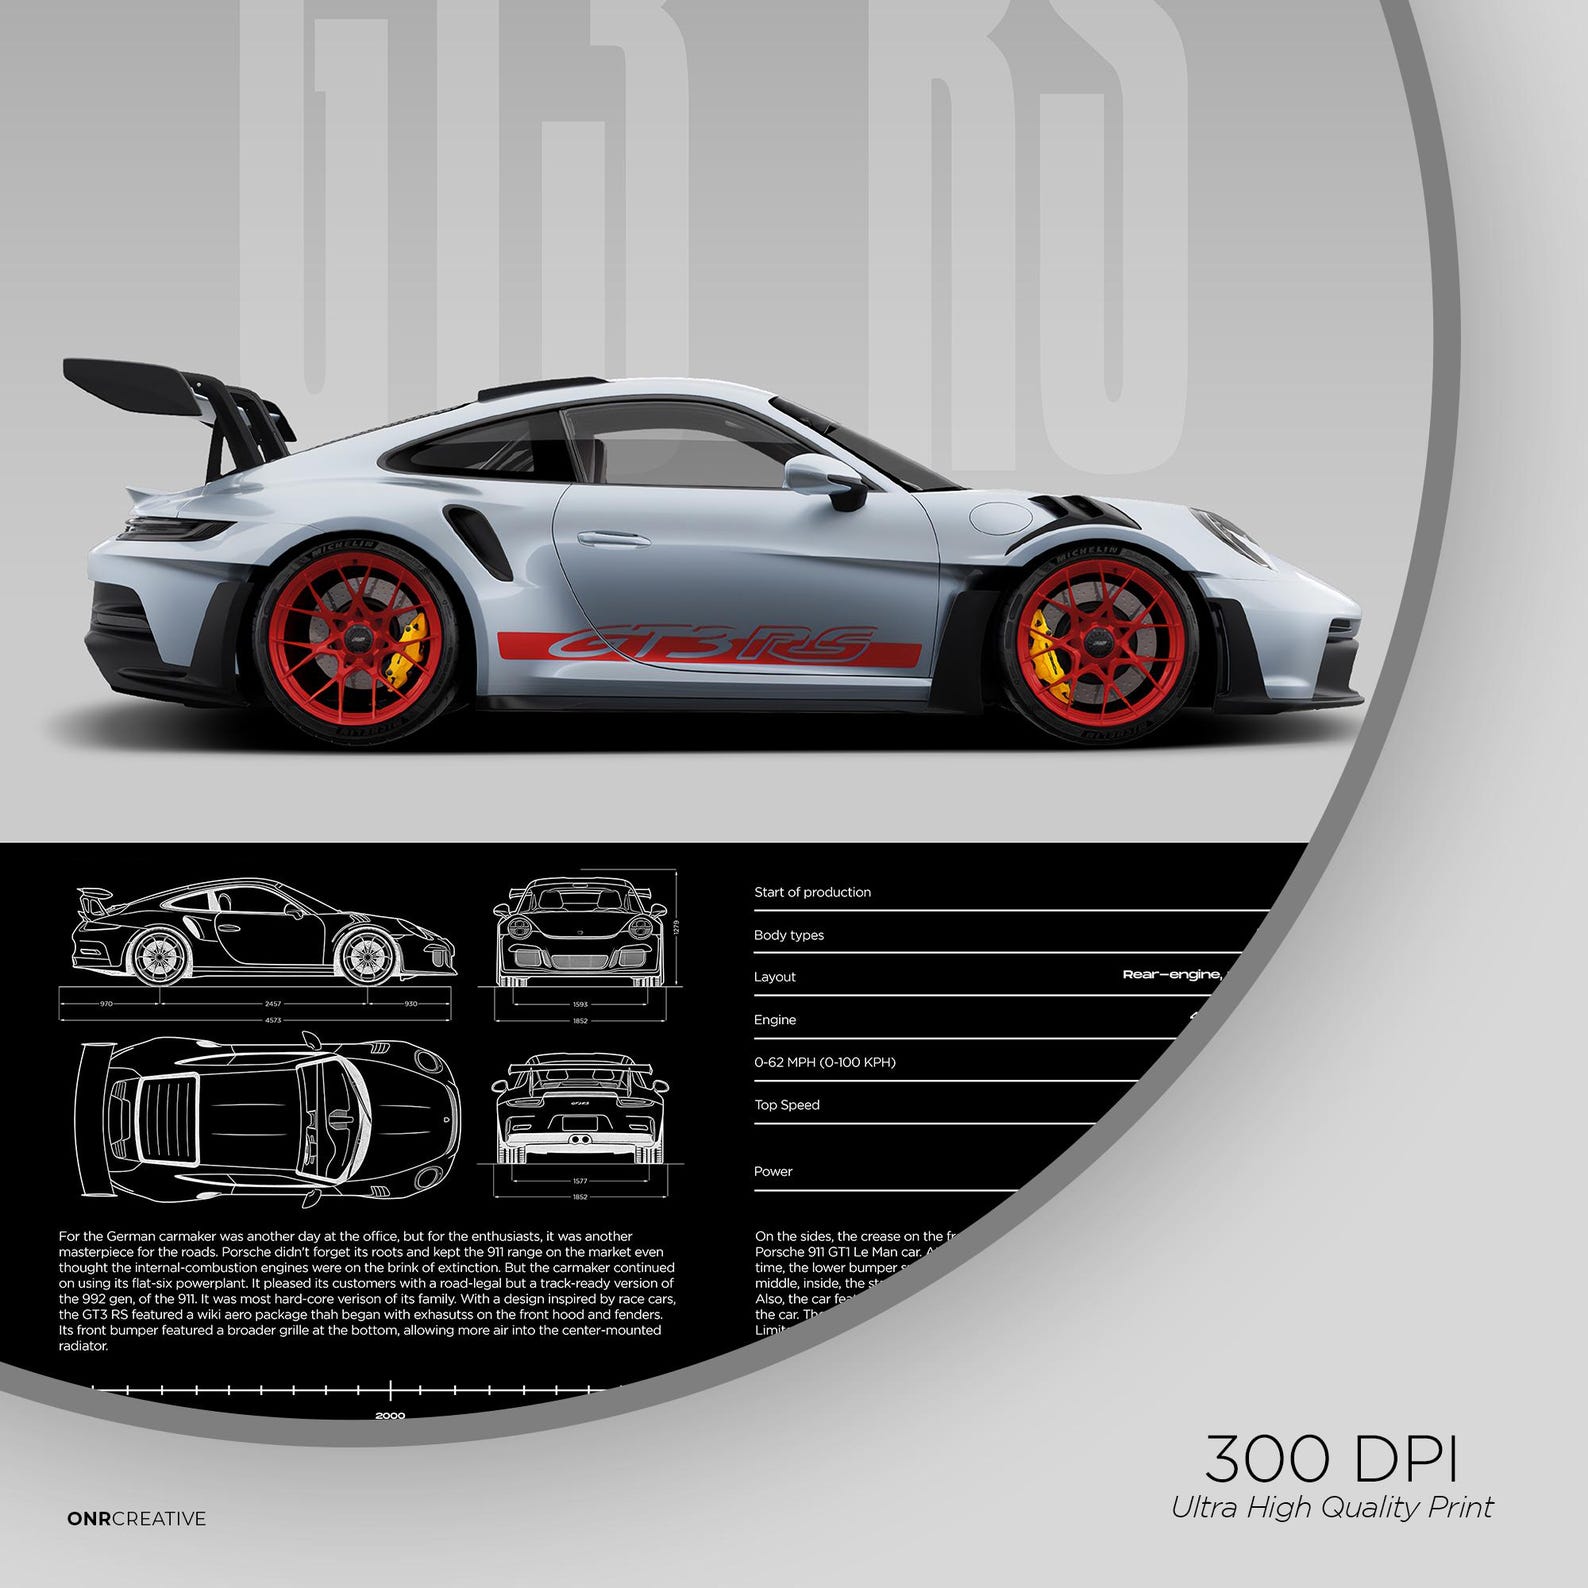 GT3 RS
MICHELIN
MICHELIN
GT3 RS
Start of production
Body types
Layout
Rear-engine,
Engine
0-62 MPH (0-100 KPH)
Top Speed
Power
1279
970
2457
930
4573
1593
1852
GT3 RS
1577
1852
For the German carmaker was another day at the office, but for the enthusiasts, it was another
masterpiece for the roads. Porsche didn't forget its roots and kept the 911 range on the market even
thought the internal-combustion engines were on the brink of extinction. But the carmaker continued
on using its flat-six powerplant. It pleased its customers with a road-legal but a track-ready version of
the 992 gen, of the 911. It was most hard-core verison of its family. With a design inspired by race cars,
the GT3 RS featured a wiki aero package thah began with exhasutss on the front hood and fenders.
Its front bumper featured a broader grille at the bottom, allowing more air into the center-mounted
radiator.
On the sides, the crease on the
Porsche 911 GT1 Le Man car.
time, the lower bumper
middle, inside, the
Also, the car
the car.
2000
300 DPI
Ultra High Quality Print
ONRCREATIVE